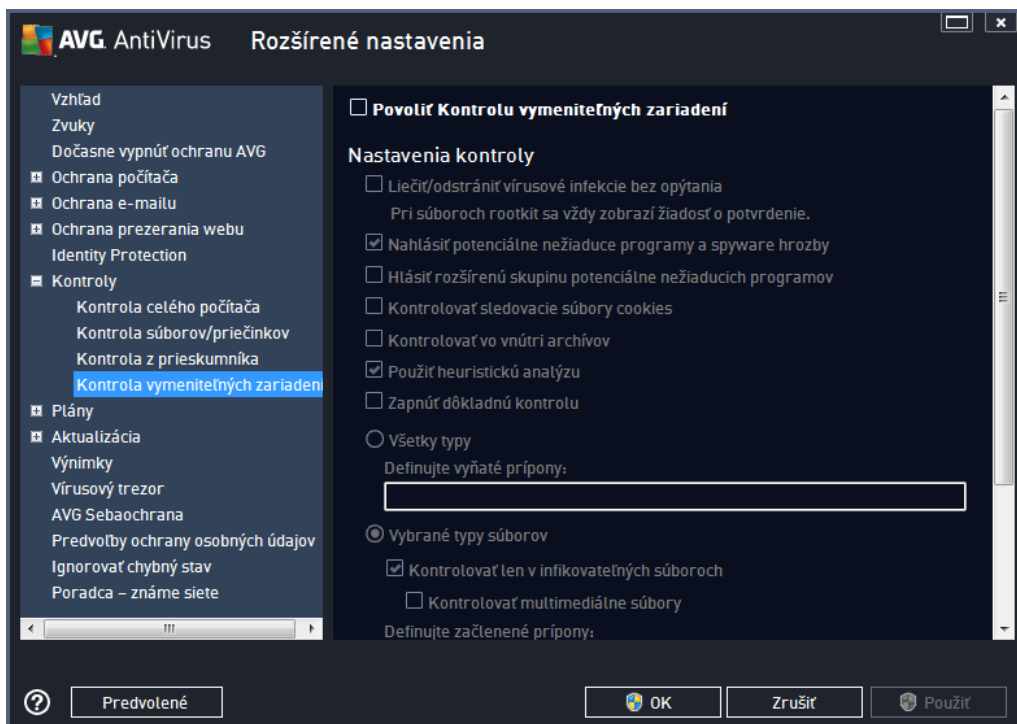 AVG AntiVirus Rozšírené nastavenia
Vzhľad
Zvuky
Dočasne vypnúť ochranu AVG
Ochrana počítača
Ochrana e-mailu
Ochrana prezerania webu
Identity Protection
Kontroly
Kontrola celého počítača
Kontrola súborov/priečinkov
Kontrola z prieskumníka
Kontrola vymeniteľných zariadení
Plány
Aktualizácia
Výnimky
Vírusový trezor
AVG Sebaochrana
Predvoľby ochrany osobných údajov
Ignorovať chybný stav
Poradca – známe siete
Povoliť Kontrolu vymeniteľných zariadení
Nastavenia kontroly
Liečiť/odstrániť vírusové infekcie bez opýtania
Pri súboroch rootkit sa vždy zobrazí žiadosť o potvrdenie.
Nahlásiť potenciálne nežiaduce programy a spyware hrozby
Hlásiť rozšírenú skupinu potenciálne nežiaducich programov
Kontrolovať sledovacie súbory cookies
Kontrolovať vo vnútri archívov
Použiť heuristickú analýzu
Zapnúť dôkladnú kontrolu
Všetky typy
Definujte vyňaté prípony:
Vybrané typy súborov
Kontrolovať len v infikovateľných súboroch
Kontrolovať multimediálne súbory
Definujte začlenené prípony:
Predvolené
OK
Zrušiť
Použiť